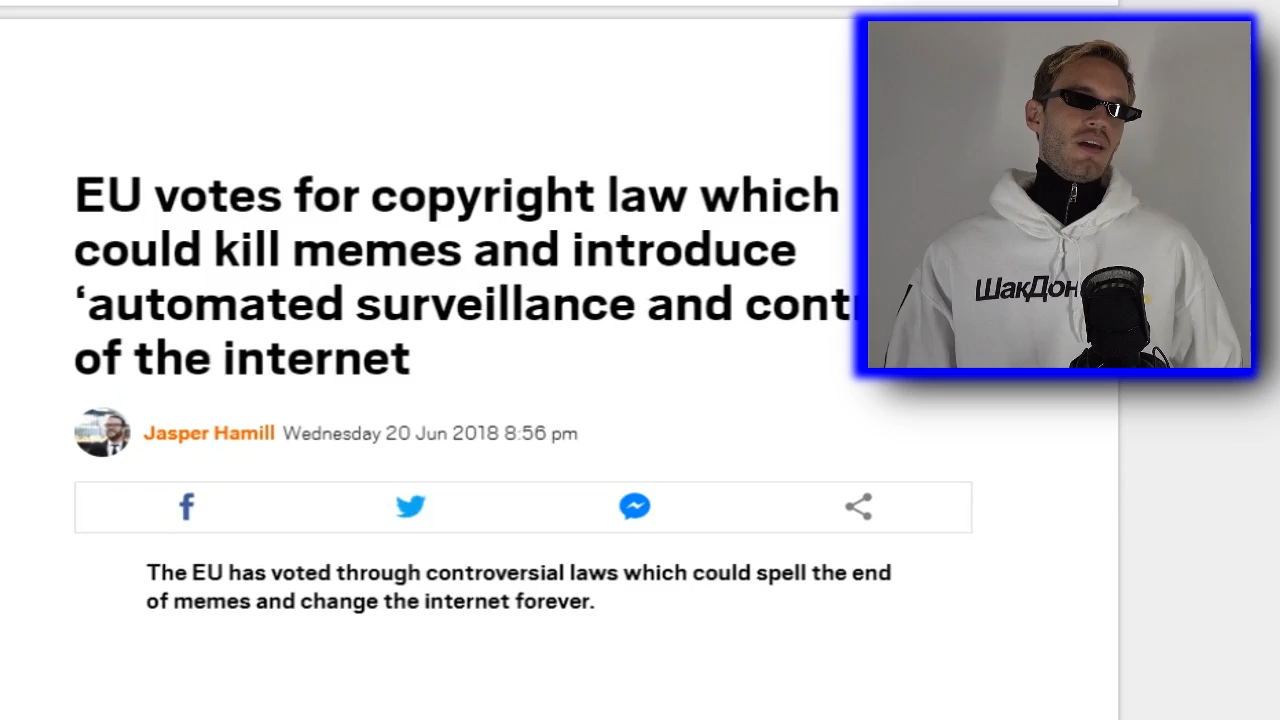 EU votes for copyright law which
could kill memes and introduce
‘automated surveillance and cont
of the internet
Jasper Hamill Wednesday 20 Jun 2018 8:56 pm
The EU has voted through controversial laws which could spell the end
of memes and change the internet forever.
ШакДон